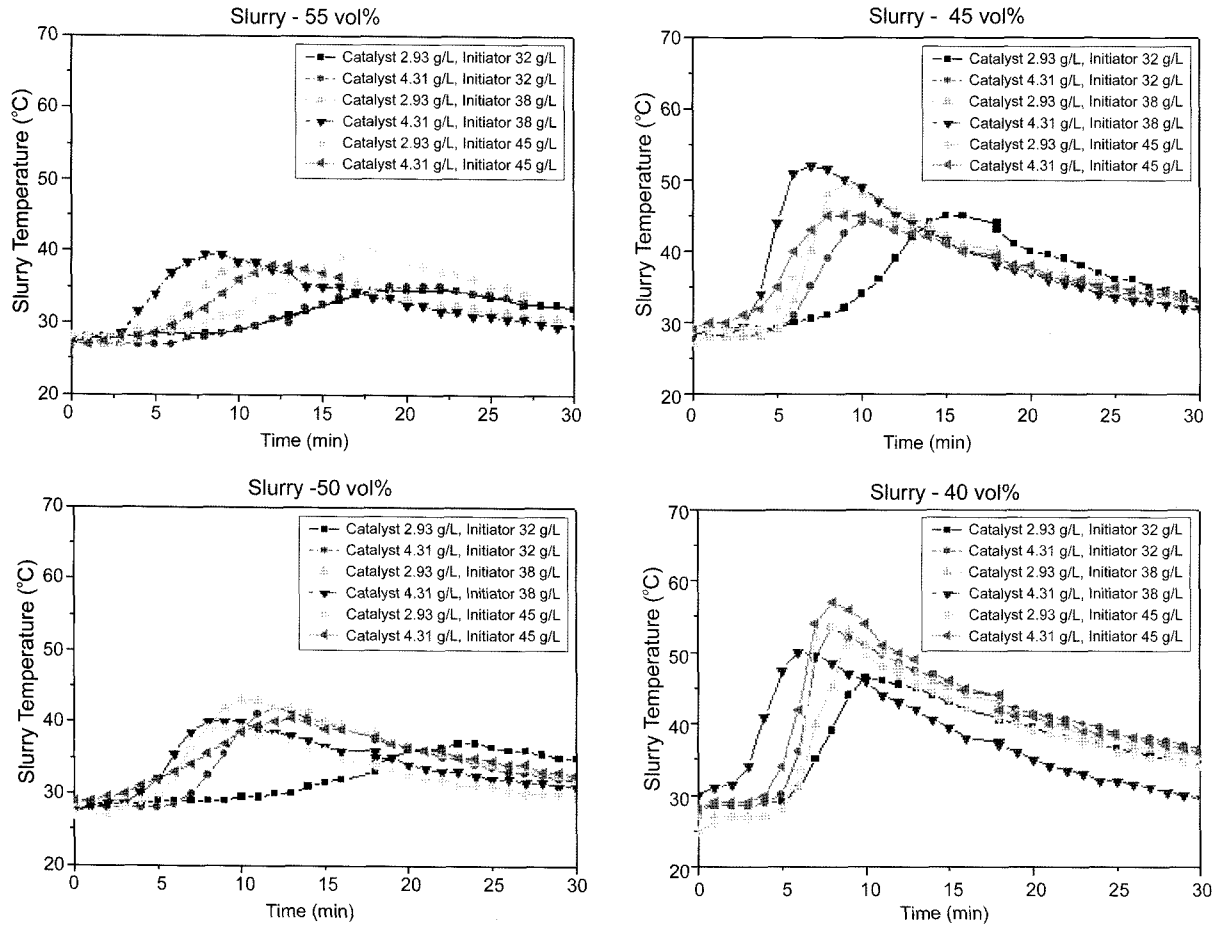 Slurry - 55 vol%
70
60
50
40
30
20
Slurry Temperature (°C)
Catalyst 2.93 g/L, Initiator 32 g/L
Catalyst 4.31 g/L, Initiator 32 g/L
Catalyst 2.93 g/L, Initiator 38 g/L
Catalyst 4.31 g/L, Initiator 38 g/L
Catalyst 2.93 g/L, Initiator 45 g/L
Catalyst 4.31 g/L, Initiator 45 g/L
0 5 10 15 20 25 30
Time (min)
Slurry - 45 vol%
70
60
50
40
30
20
Slurry Temperature (°C)
Catalyst 2.93 g/L, Initiator 32 g/L
Catalyst 4.31 g/L, Initiator 32 g/L
Catalyst 2.93 g/L, Initiator 38 g/L
Catalyst 4.31 g/L, Initiator 38 g/L
Catalyst 2.93 g/L, Initiator 45 g/L
Catalyst 4.31 g/L, Initiator 45 g/L
0 5 10 15 20 25 30
Time (min)
Slurry -50 vol%
70
60
50
40
30
20
Slurry Temperature (°C)
Catalyst 2.93 g/L, Initiator 32 g/L
Catalyst 4.31 g/L, Initiator 32 g/L
Catalyst 2.93 g/L, Initiator 38 g/L
Catalyst 4.31 g/L, Initiator 38 g/L
Catalyst 2.93 g/L, Initiator 45 g/L
Catalyst 4.31 g/L, Initiator 45 g/L
0 5 10 15 20 25 30
Time (min)
Slurry - 40 vol%
70
60
50
40
30
20
Slurry Temperature (°C)
Catalyst 2.93 g/L, Initiator 32 g/L
Catalyst 4.31 g/L, Initiator 32 g/L
Catalyst 2.93 g/L, Initiator 38 g/L
Catalyst 4.31 g/L, Initiator 38 g/L
Catalyst 2.93 g/L, Initiator 45 g/L
Catalyst 4.31 g/L, Initiator 45 g/L
0 5 10 15 20 25 30
Time (min)